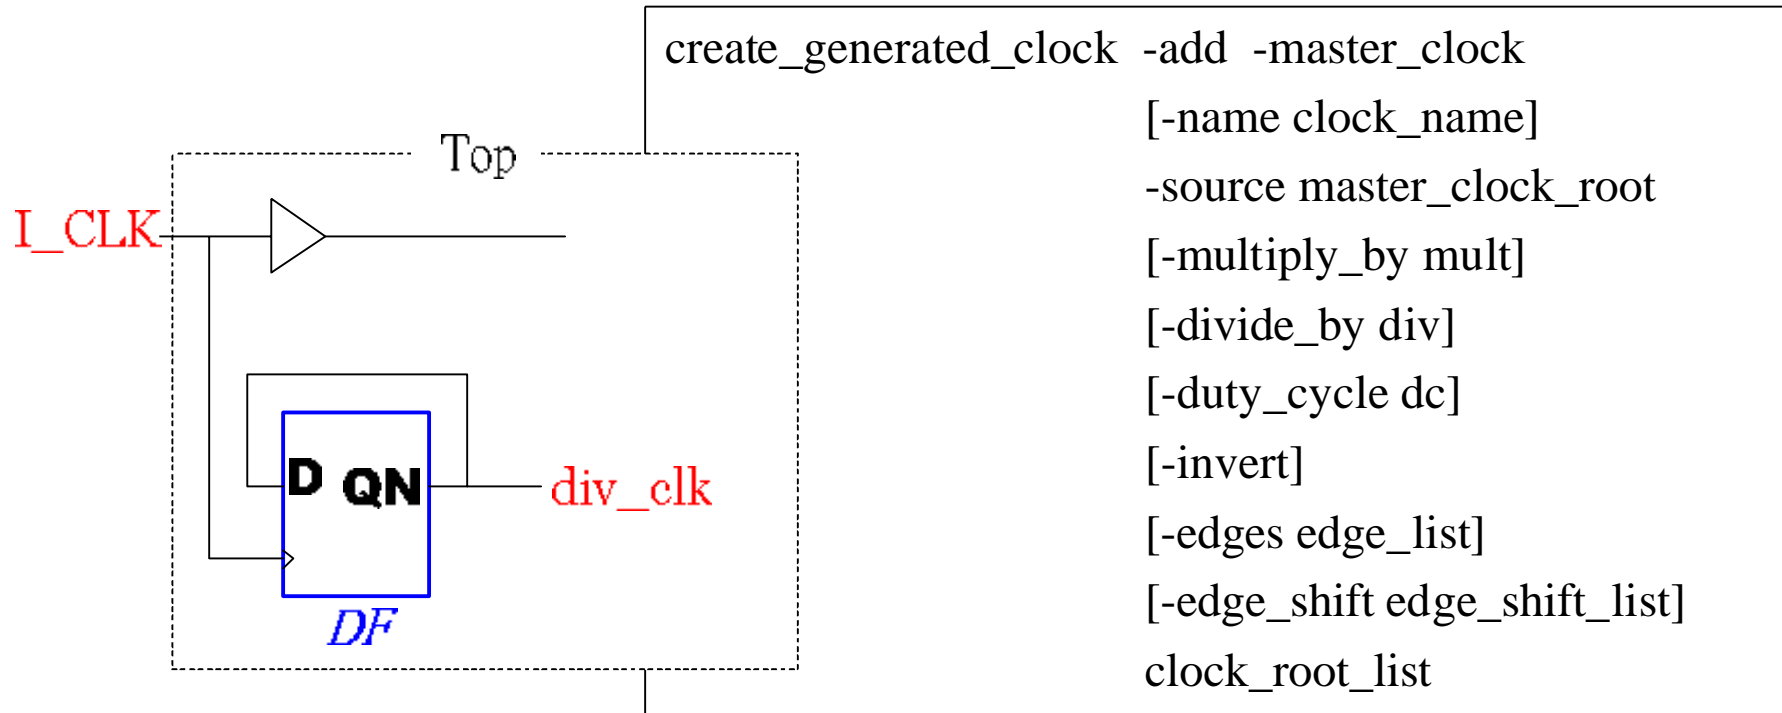 create_generated_clock -add -master_clock
[-name clock_name]
-source master_clock_root
[-multiply_by mult]
[-divide_by div]
[-duty_cycle dc]
[-invert]
[-edges edge_list]
[-edge_shift edge_shift_list]
clock_root_list
Top
I_CLK
D QN
div_clk
DF